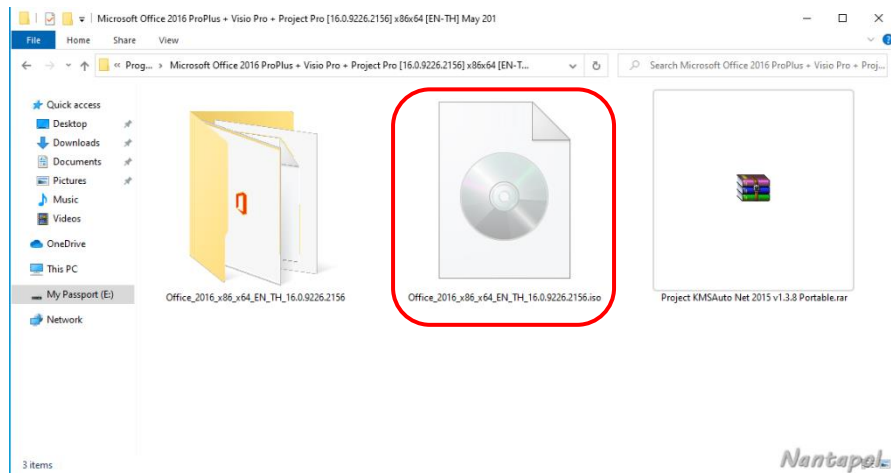 Microsoft Office 2016 ProPlus + Visio Pro + Project Pro [16.0.9226.2156] x86x64 [EN-TH] May 201
File Home Share View
« Prog... › Microsoft Office 2016 ProPlus + Visio Pro + Project Pro [16.0.9226.2156] x86x64 [EN-T...
Search Microsoft Office 2016 ProPlus + Visio Pro + Proj...
Quick access
Desktop
Downloads
Documents
Pictures
Music
Videos
OneDrive
This PC
My Passport (E:)
Network
Office_2016_x86_x64_EN_TH_16.0.9226.2156
Office_2016_x86_x64_EN_TH_16.0.9226.2156.iso
Project KMSAuto Net 2015 v1.3.8 Portable.rar
3 items
Nantapol